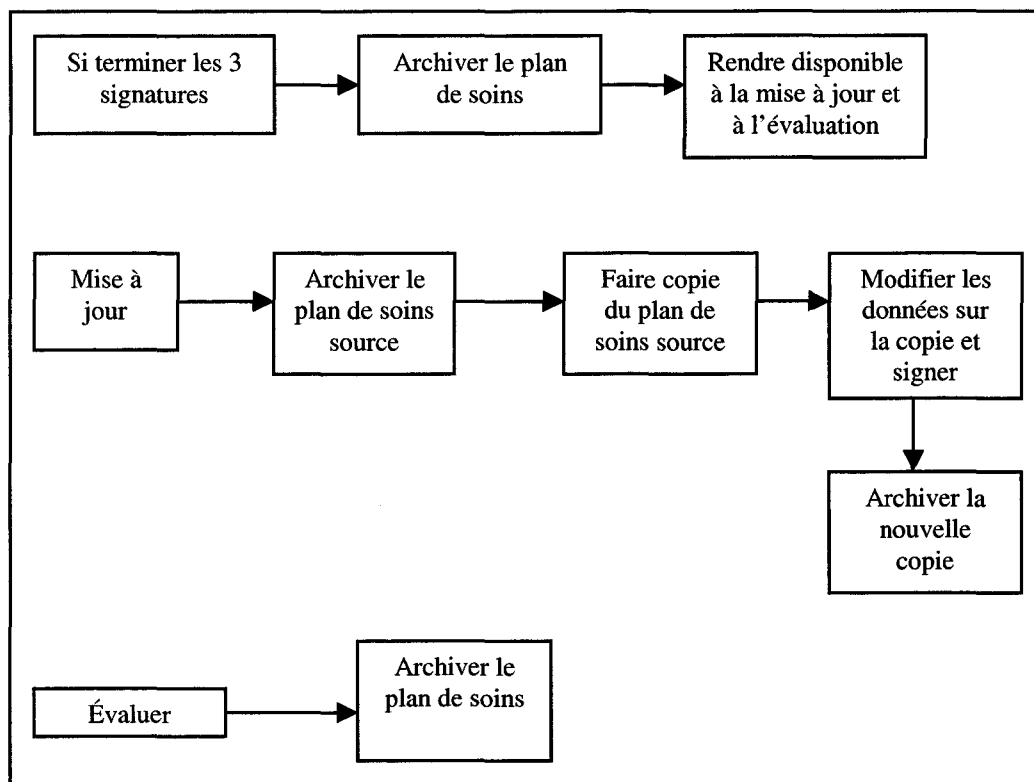 Si terminer les 3
signatures
Archiver le plan
de soins
Rendre disponible
à la mise à jour et
à l'évaluation
Mise à
jour
Archiver le
plan de soins
source
Faire copie
du plan de
soins source
Modifier les
données sur
la copie et
signer
Archiver la
nouvelle
copie
Évaluer
Archiver le
plan de soins